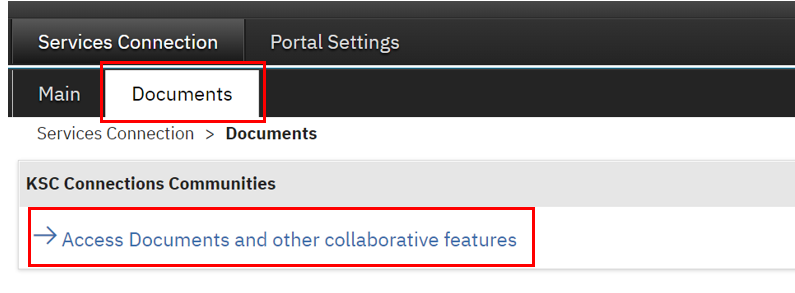 Services Connection Portal Settings
Main Documents
Services Connection > Documents
KSC Connections Communities
→ Access Documents and other collaborative features